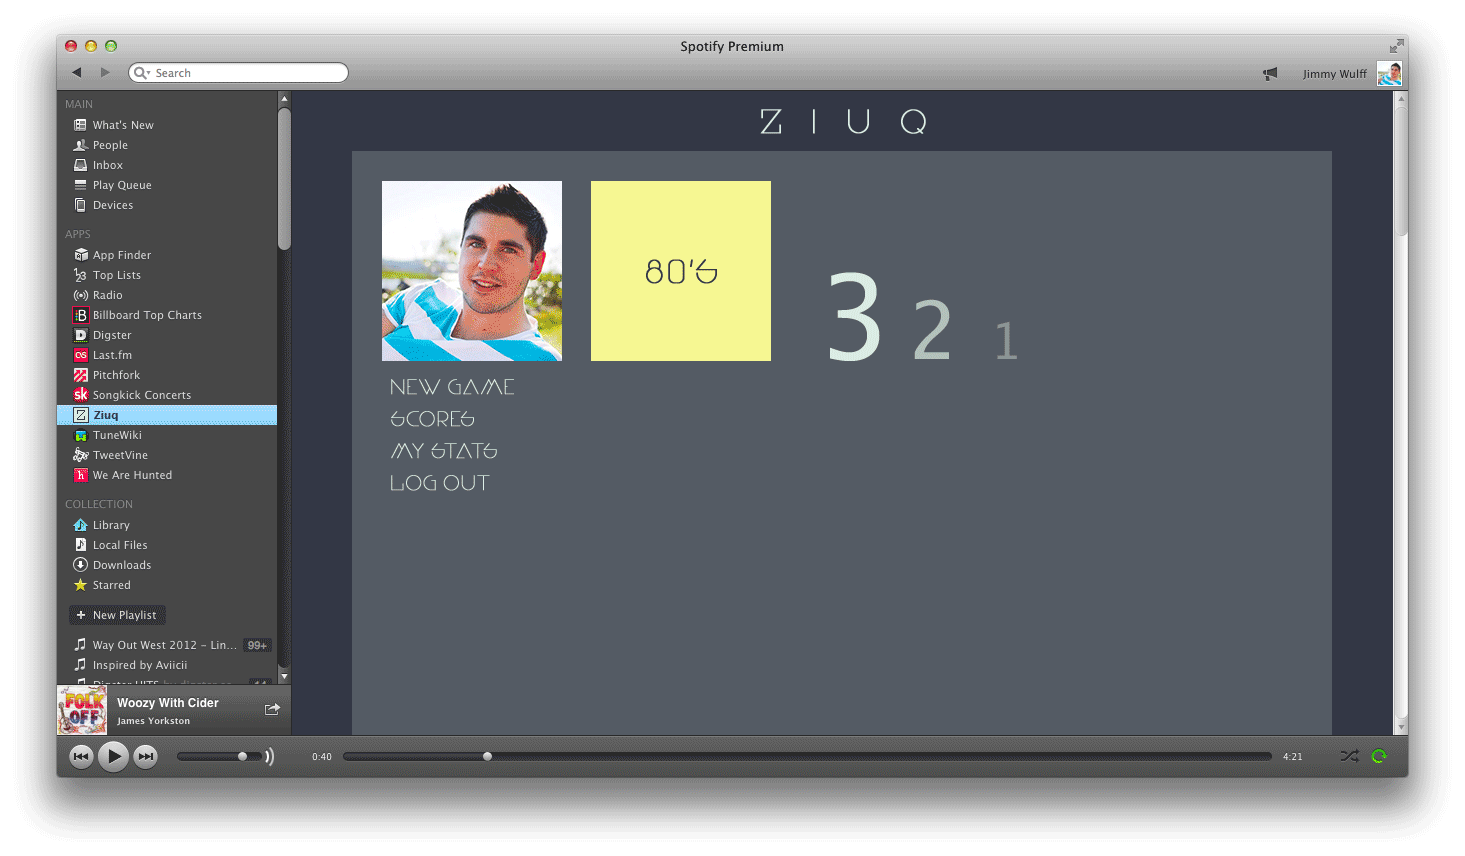 Spotify Premium
Search
Jimmy Wulff
MAIN
What's New
People
Inbox
Play Queue
Devices
APPS
App Finder
Top Lists
Radio
Billboard Top Charts
Digster
Last.fm
Pitchfork
Songkick Concerts
Ziuq
TuneWiki
TweetVine
We Are Hunted
COLLECTION
Library
Local Files
Downloads
Starred
+ New Playlist
Way Out West 2012 – Lin... 99+
Inspired by Aviicii
FOLK
OFF
Woozy With Cider
James Yorkston
Z I U Q
80'S
3 2 1
NEW GAME
SCORES
MY STATS
LOG OUT
0:40
4:21